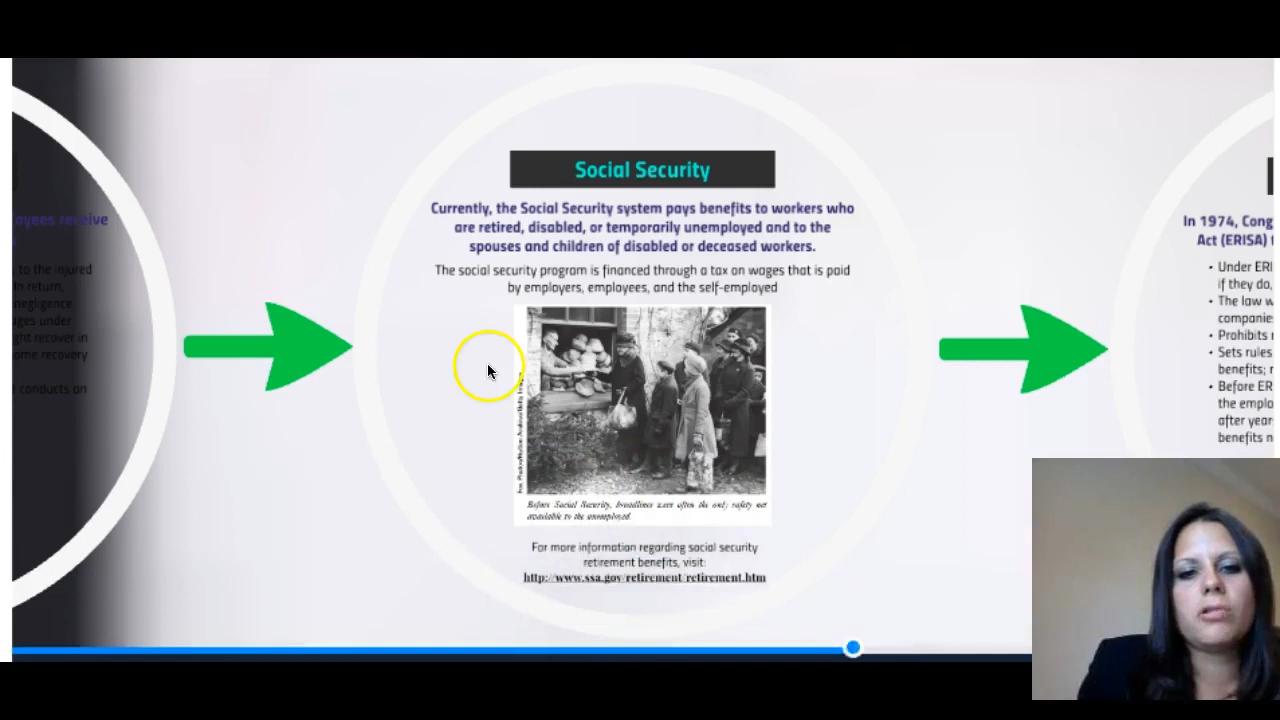 Social Security
Currently, the Social Security system pays benefits to workers who
are retired, disabled, or temporarily unemployed and to the
spouses and children of disabled or deceased workers.
The social security program is financed through a tax on wages that is paid
by employers, employees, and the self-employed
Before Social Security, breadlines were often the only safety net
available to the unemployed.
For more information regarding social security
retirement benefits, visit:
http://www.ssa.gov/retirement/retirement.htm
receive
to the injured
In return,
negligence.
under
recover in
recovery
conducts an
In 1974, Cong
Act (ERISA)
• Under ERI
if they do,
• The law w
companie
• Prohibits
• Sets rules
benefits;
• Before ER
the emplo
after year
benefits n